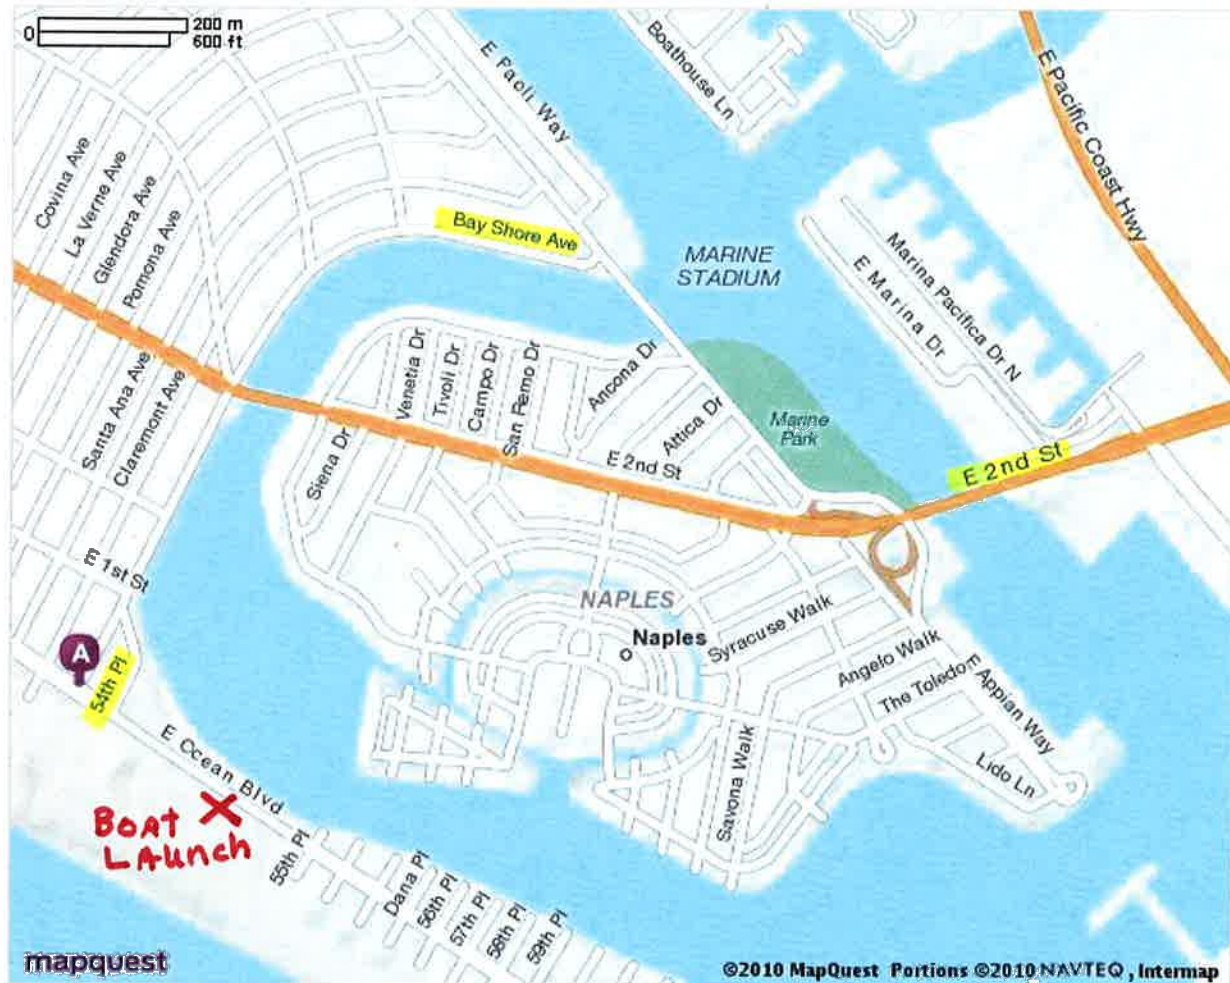 0
200 m
600 ft
E Paoli Way
Boathouse Ln
E Pacific Coast Hwy
Covina Ave
La Verne Ave
Glendora Ave
Pomona Ave
Bay Shore Ave
MARINE
STADIUM
Marina Pacifica Dr N
E Marina Dr
Venetia Dr
Tivoli Dr
Campo Dr
San Remo Dr
Ancona Dr
Attica Dr
Marine
Park
Santa Ana Ave
Claremont Ave
Siena Dr
E 2nd St
E 2nd St
E 1st St
NAPLES
Naples
Syracuse Walk
Angelo Walk
The Toledo
E Appian Way
Lido Ln
Savona Walk
A
54th Pl
E Ocean Blvd
BOAT X
LAUnch
55th Pl
Dana Pl
56th Pl
57th Pl
58th Pl
59th Pl
mapquest
©2010 MapQuest Portions ©2010 NAVTEQ, Intermap